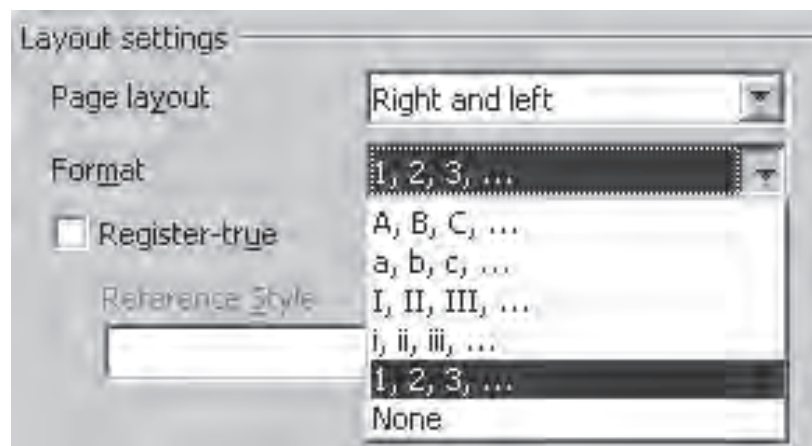 Layout settings
Page layout Right and left
Format 1, 2, 3, ...
Register-true A, B, C, ...
a, b, c, ...
Reference Style I, II, III, ...
i, ii, iii, ...
1, 2, 3, ...
None